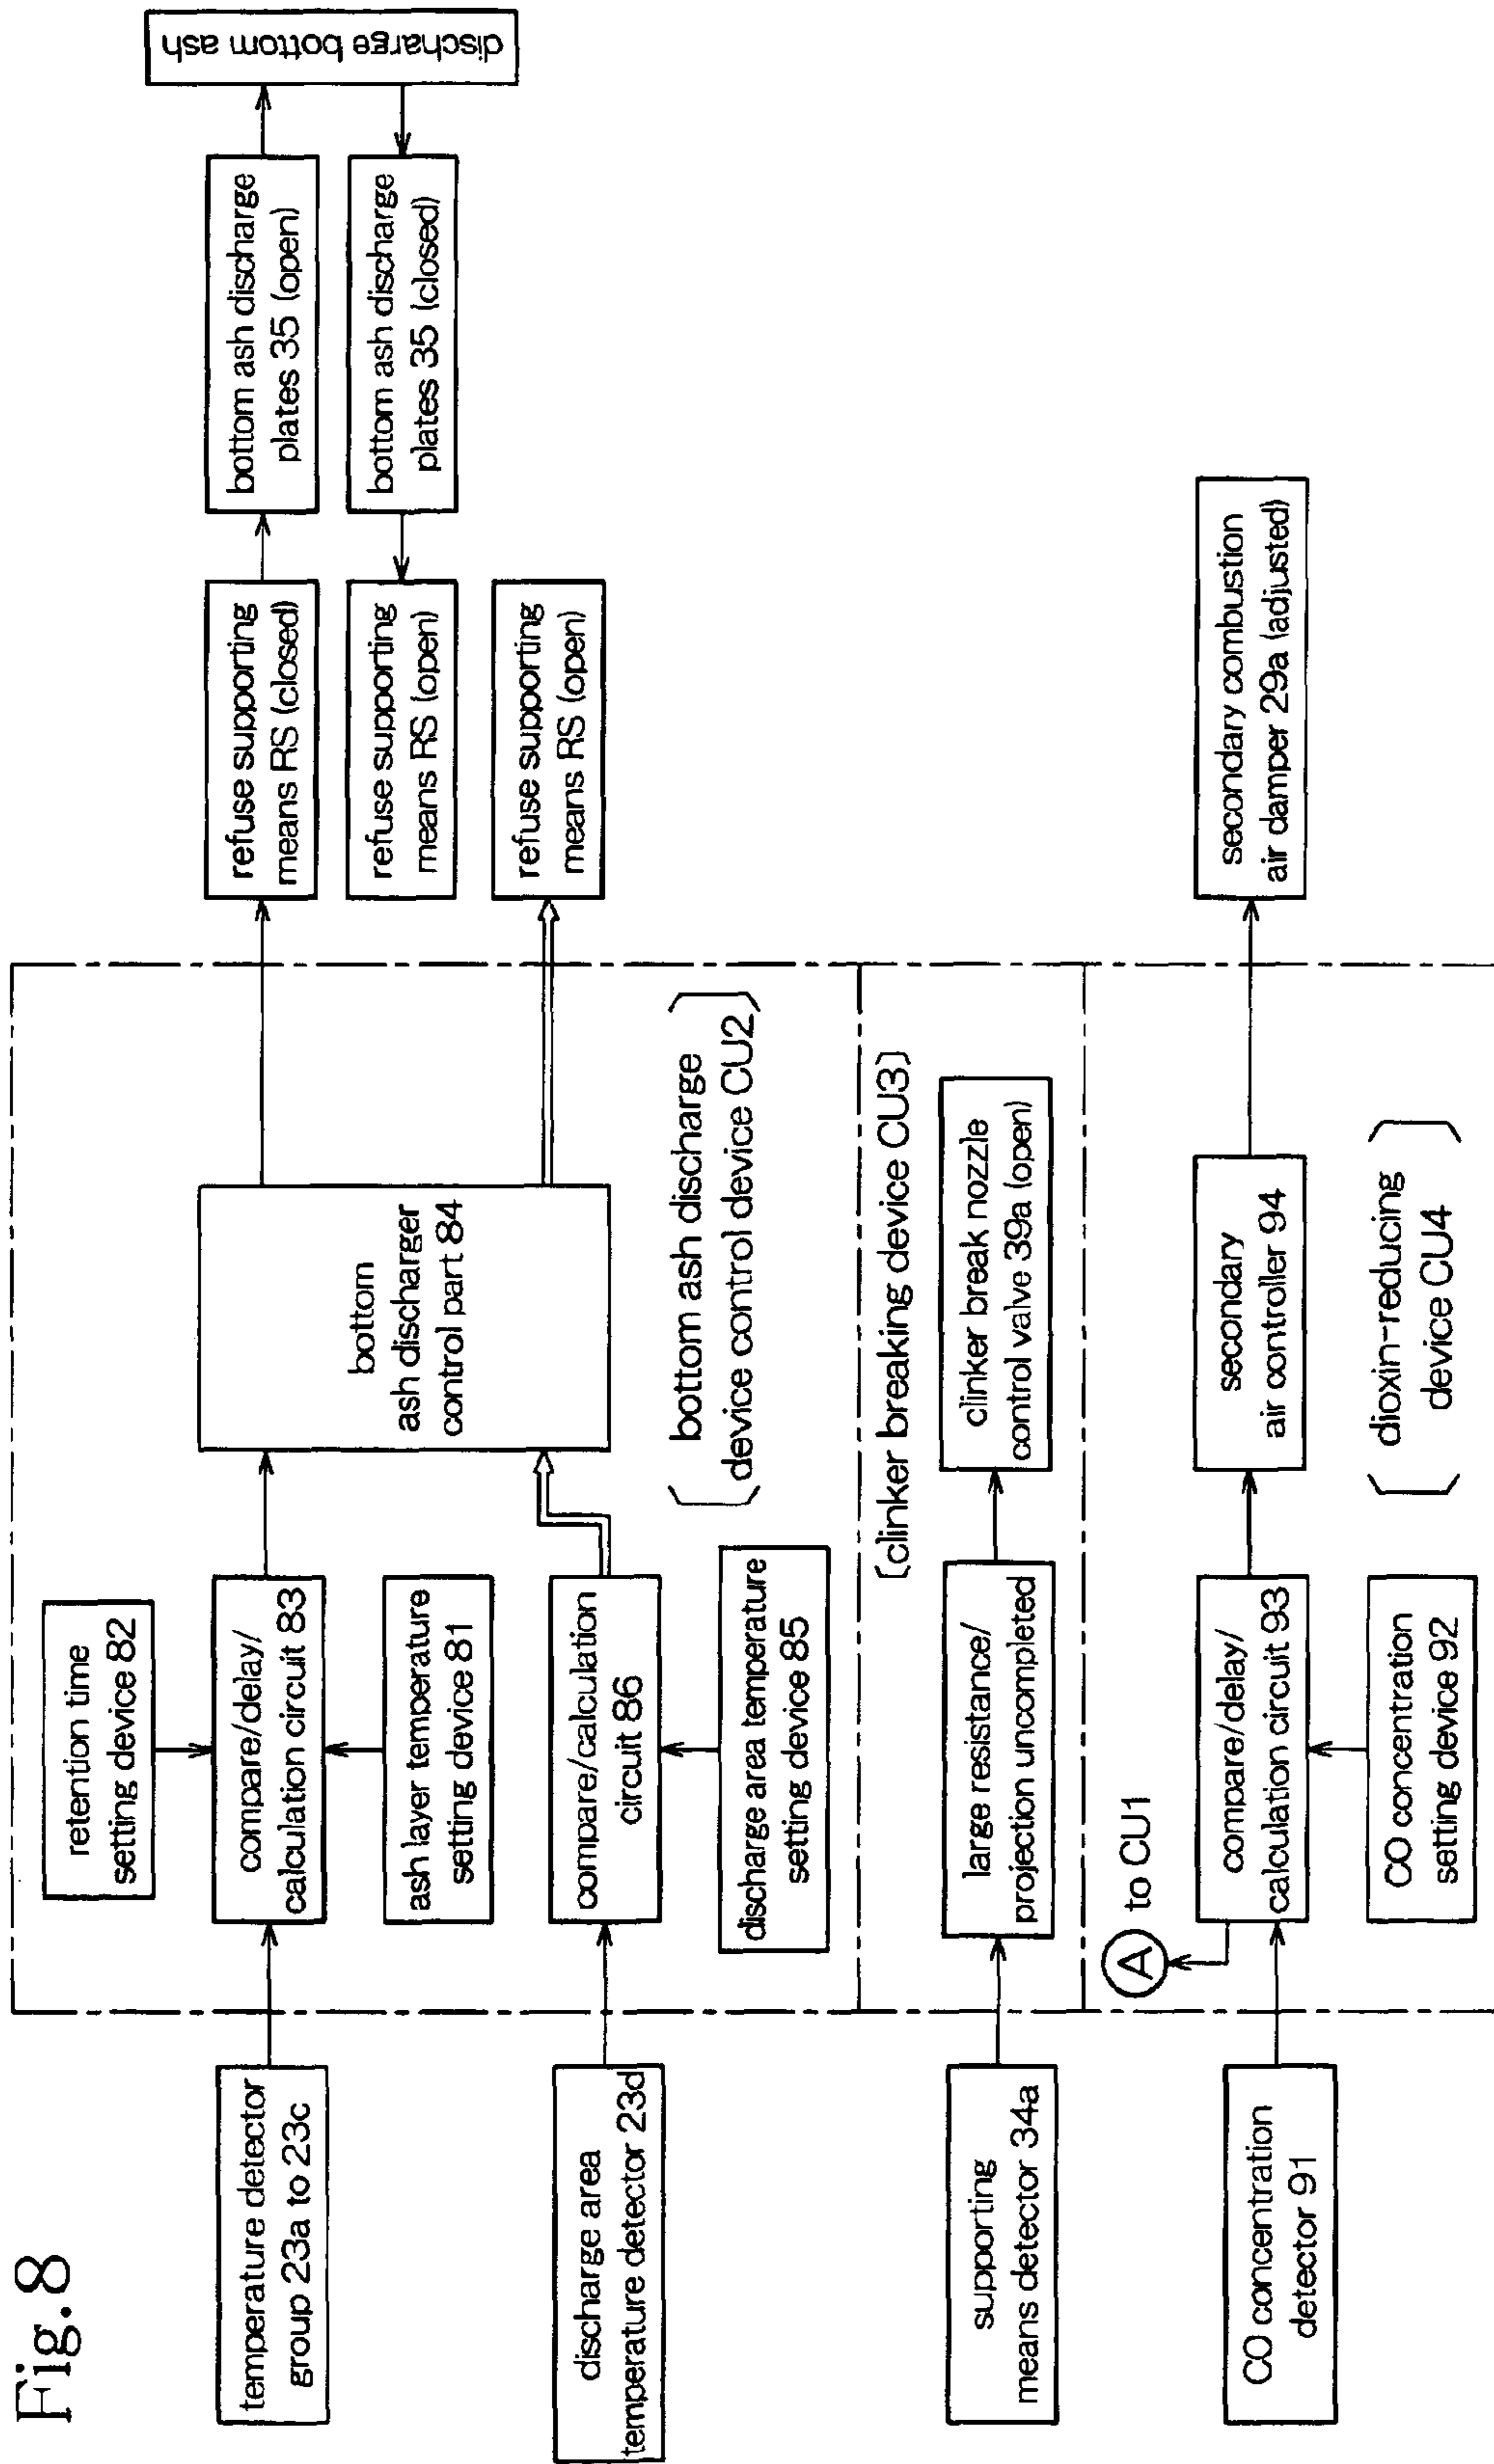 Fig.8
temperature detector
group 23a to 23c
discharge area
temperature detector 23d
supporting
means detector 34a
CO concentration
detector 91
retention time
setting device 82
compare/delay/
calculation circuit 83
ash layer temperature
setting device 81
compare/calculation
circuit 86
discharge area temperature
setting device 85
bottom
ash discharger
control part 84
bottom ash discharge
device control device CU2
refuse supporting
means RS (closed)
refuse supporting
means RS (open)
refuse supporting
means RS (open)
bottom ash discharge
plates 35 (open)
bottom ash discharge
plates 35 (closed)
discharge bottom ash
[clinker breaking device CU3]
large resistance/
projection uncompleted
clinker break nozzle
control valve 39a (open)
A to CU1
compare/delay/
calculation circuit 93
CO concentration
setting device 92
secondary
air controller 94
dioxin-reducing
device CU4
secondary combustion
air damper 29a (adjusted)